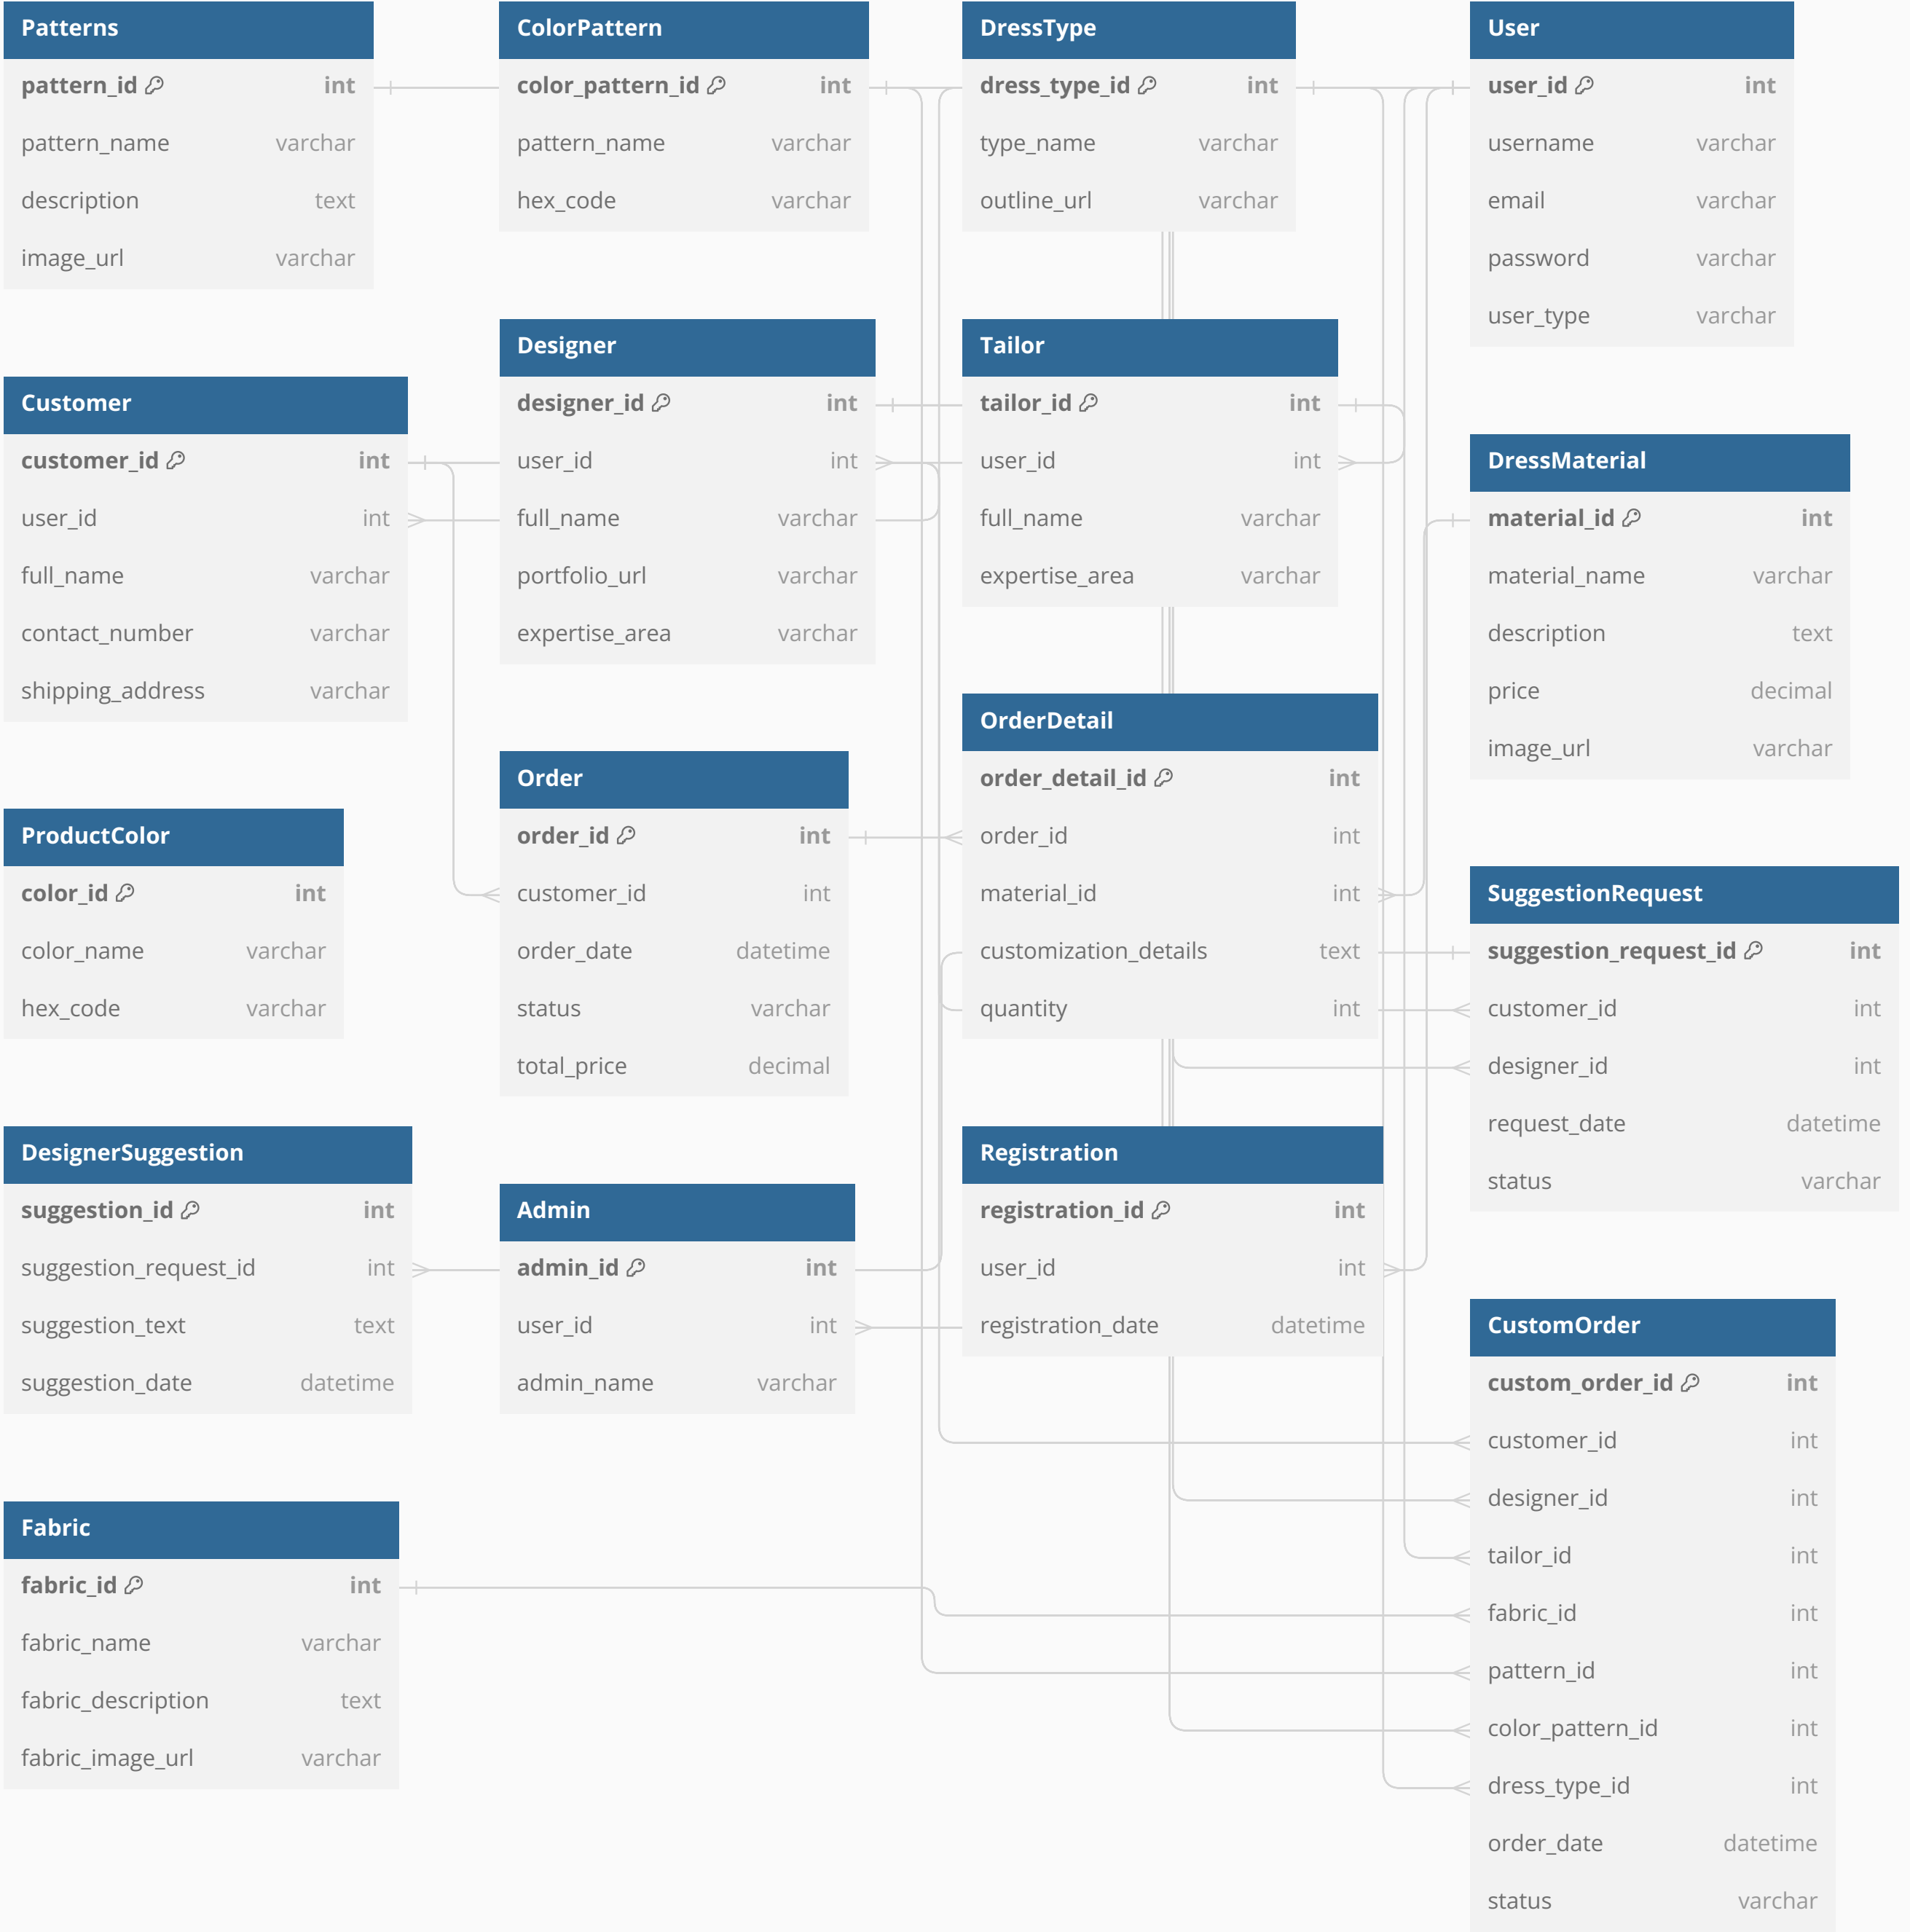 Patterns
pattern_id int
pattern_name varchar
description text
image_url varchar
ColorPattern
color_pattern_id int
pattern_name varchar
hex_code varchar
DressType
dress_type_id int
type_name varchar
outline_url varchar
User
user_id int
username varchar
email varchar
password varchar
user_type varchar
Customer
customer_id int
user_id int
full_name varchar
contact_number varchar
shipping_address varchar
Designer
designer_id int
user_id int
full_name varchar
portfolio_url varchar
expertise_area varchar
Tailor
tailor_id int
user_id int
full_name varchar
expertise_area varchar
DressMaterial
material_id int
material_name varchar
description text
price decimal
image_url varchar
ProductColor
color_id int
color_name varchar
hex_code varchar
Order
order_id int
customer_id int
order_date datetime
status varchar
total_price decimal
OrderDetail
order_detail_id int
order_id int
material_id int
customization_details text
quantity int
SuggestionRequest
suggestion_request_id int
customer_id int
designer_id int
request_date datetime
status varchar
DesignerSuggestion
suggestion_id int
suggestion_request_id int
suggestion_text text
suggestion_date datetime
Admin
admin_id int
user_id int
admin_name varchar
Registration
registration_id int
user_id int
registration_date datetime
CustomOrder
custom_order_id int
customer_id int
designer_id int
tailor_id int
fabric_id int
pattern_id int
color_pattern_id int
dress_type_id int
order_date datetime
status varchar
Fabric
fabric_id int
fabric_name varchar
fabric_description text
fabric_image_url varchar